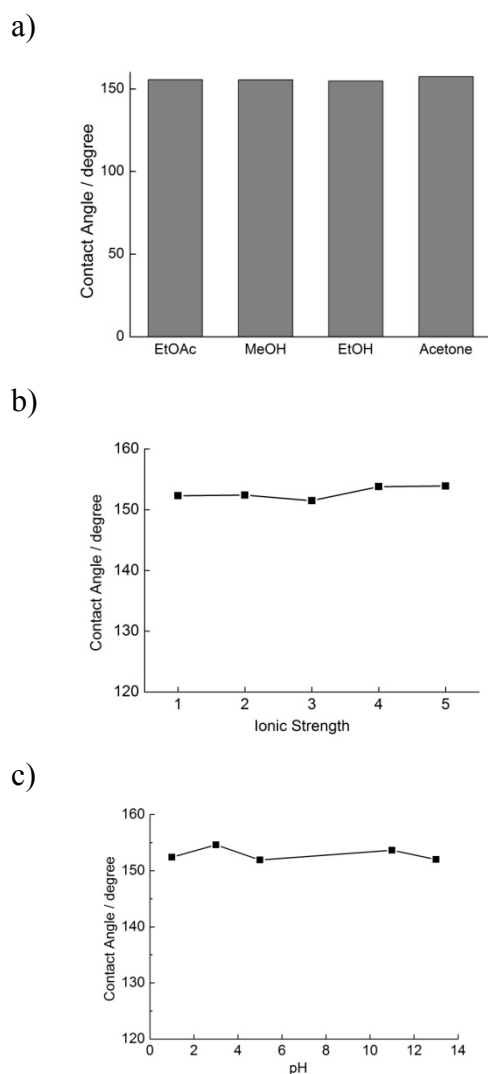 a)
Contact Angle / degree
150
100
50
0
EtOAc MeOH EtOH Acetone
b)
Contact Angle / degree
160
150
140
130
120
1 2 3 4 5
Ionic Strength
c)
Contact Angle / degree
160
150
140
130
120
0 2 4 6 8 10 12 14
pH